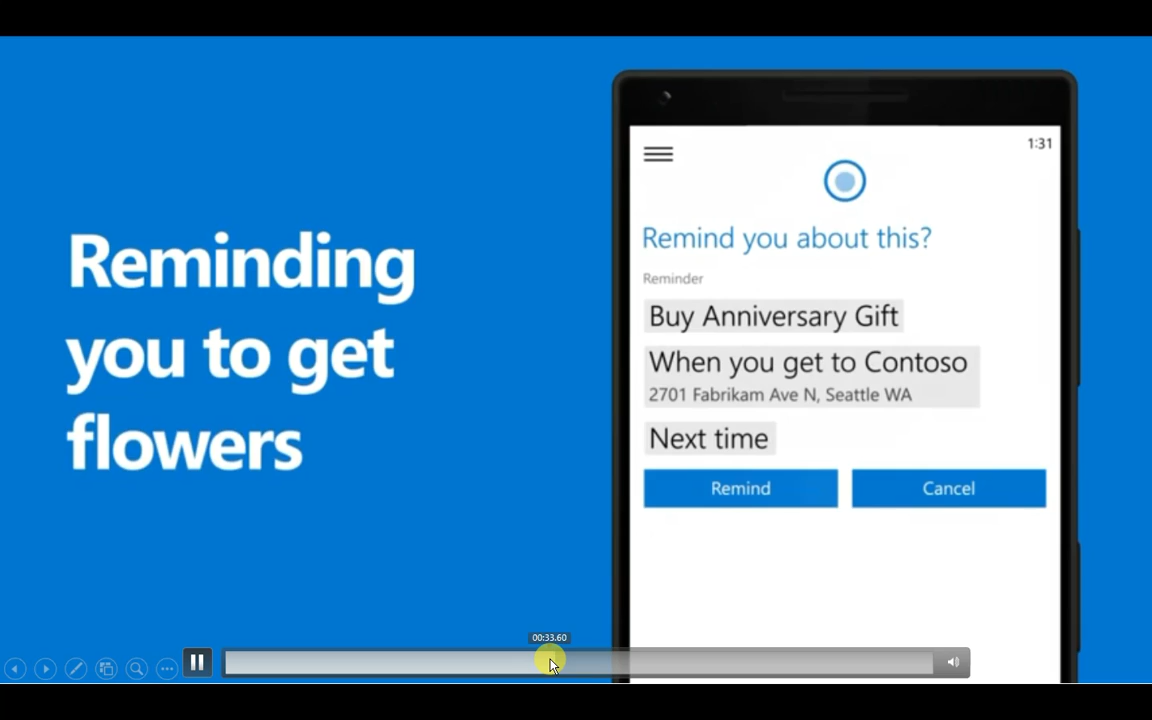 Reminding
you to get
flowers
1:31
Remind you about this?
Reminder
Buy Anniversary Gift
When you get to Contoso
2701 Fabrikam Ave N, Seattle WA
Next time
Remind
Cancel
00:33.60